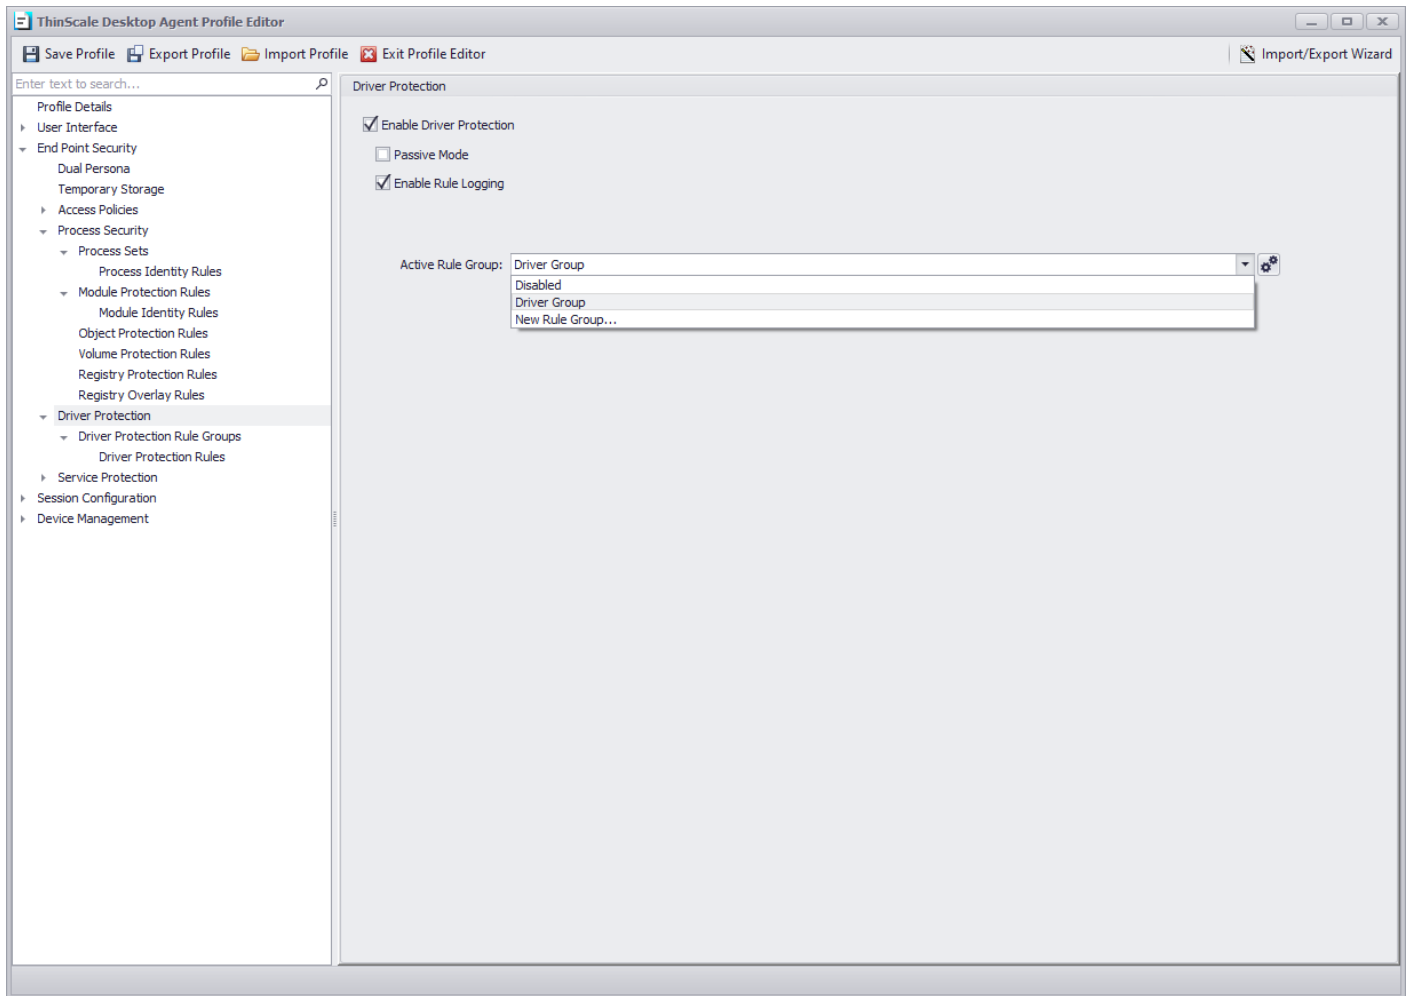 ThinScale Desktop Agent Profile Editor
Save Profile Export Profile Import Profile Exit Profile Editor Import/Export Wizard
Enter text to search...
Profile Details
User Interface
End Point Security
Dual Persona
Temporary Storage
Access Policies
Process Security
Process Sets
Process Identity Rules
Module Protection Rules
Module Identity Rules
Object Protection Rules
Volume Protection Rules
Registry Protection Rules
Registry Overlay Rules
Driver Protection
Driver Protection Rule Groups
Driver Protection Rules
Service Protection
Session Configuration
Device Management
Driver Protection
Enable Driver Protection
Passive Mode
Enable Rule Logging
Active Rule Group: Driver Group
Disabled
Driver Group
New Rule Group...